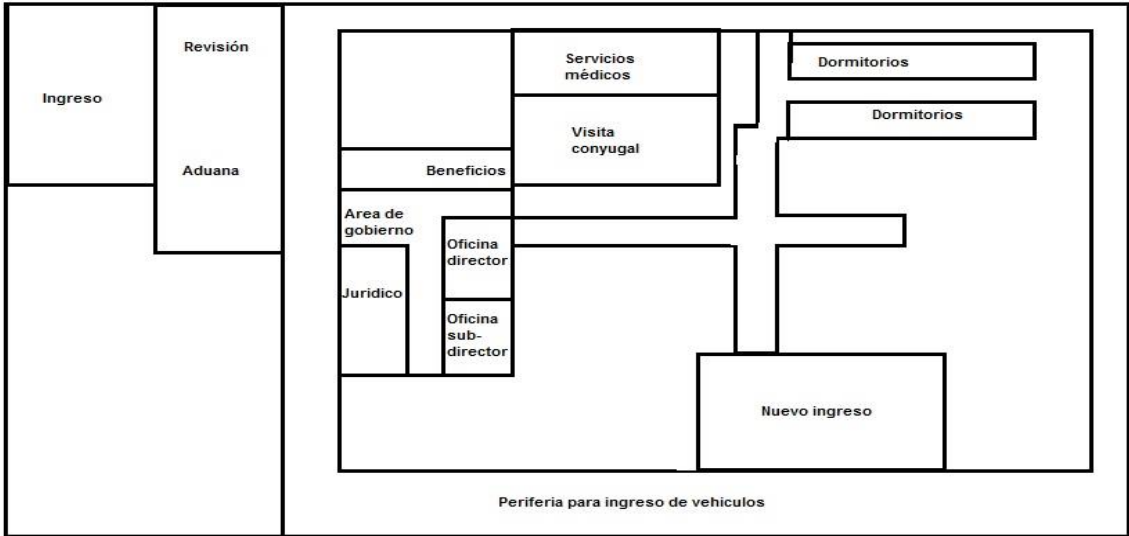 Revisión
Ingreso
Aduana
Servicios
médicos
Visita
conyugal
Dormitorios
Dormitorios
Beneficios
Area de
gobierno
Oficina
director
Juridico
Oficina
sub-
director
Nuevo ingreso
Periferia para ingreso de vehiculos